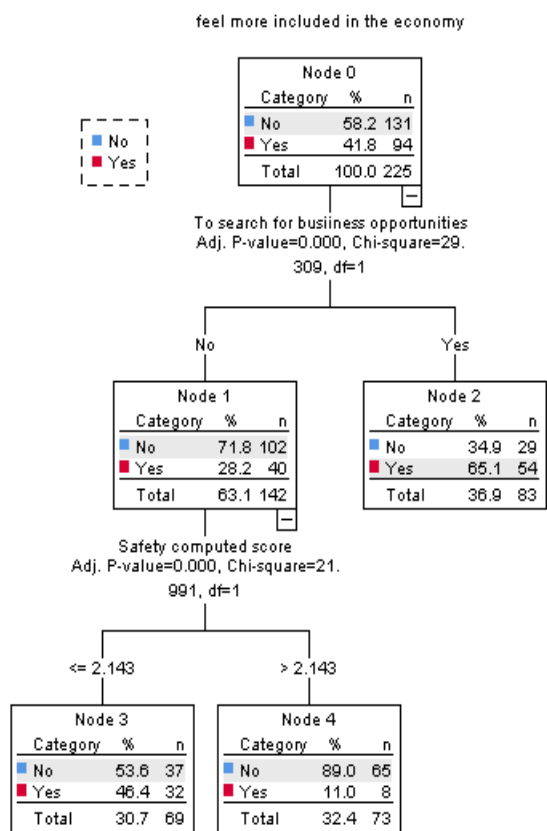 feel more included in the economy
No
Yes
Node 0
Category % n
No 58.2 131
Yes 41.8 94
Total 100.0 225
To search for busiiness opportunities
Adj. P-value=0.000, Chi-square=29.
309, df=1
No
Yes
Node 1
Category % n
No 71.8 102
Yes 28.2 40
Total 63.1 142
Node 2
Category % n
No 34.9 29
Yes 65.1 54
Total 36.9 83
Safety computed score
Adj. P-value=0.000, Chi-square=21.
991, df=1
<= 2.143
> 2.143
Node 3
Category % n
No 53.6 37
Yes 46.4 32
Total 30.7 69
Node 4
Category % n
No 89.0 65
Yes 11.0 8
Total 32.4 73